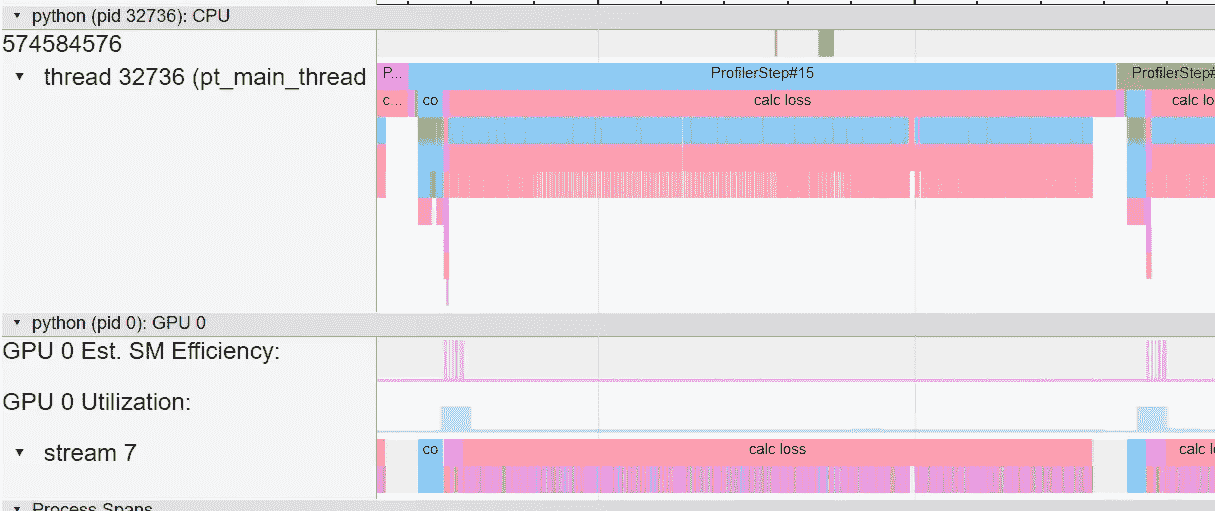 python (pid 32736): CPU
574584576
thread 32736 (pt_main_thread
P... ProfilerStep#15 ProfilerStep#
c... co calc loss calc lo
python (pid 0): GPU 0
GPU 0 Est. SM Efficiency:
GPU 0 Utilization:
stream 7 co calc loss calc l
Process Spans